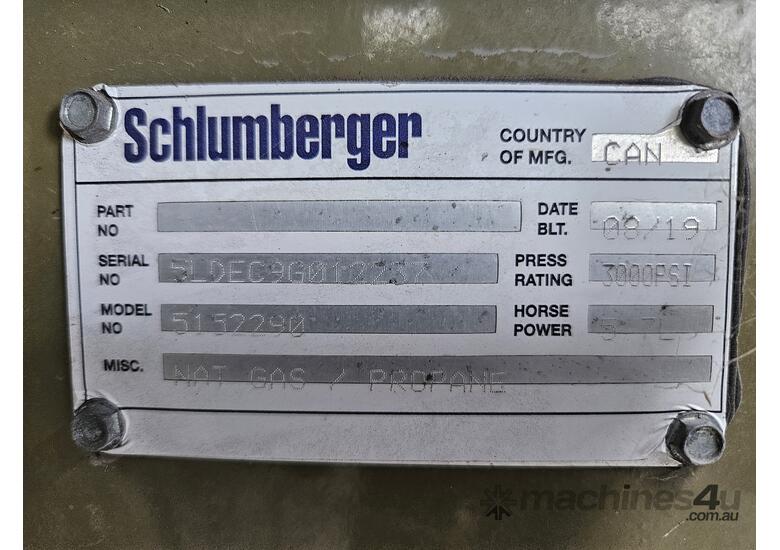 Schlumberger
COUNTRY OF MFG. CAN
PART NO
DATE BLT. 08/19
SERIAL NO 5LDEC9G012237
PRESS RATING 3000PSI
MODEL NO 5152290
HORSE POWER
MISC. NAT GAS / PROPANE
machines4u
.com.au